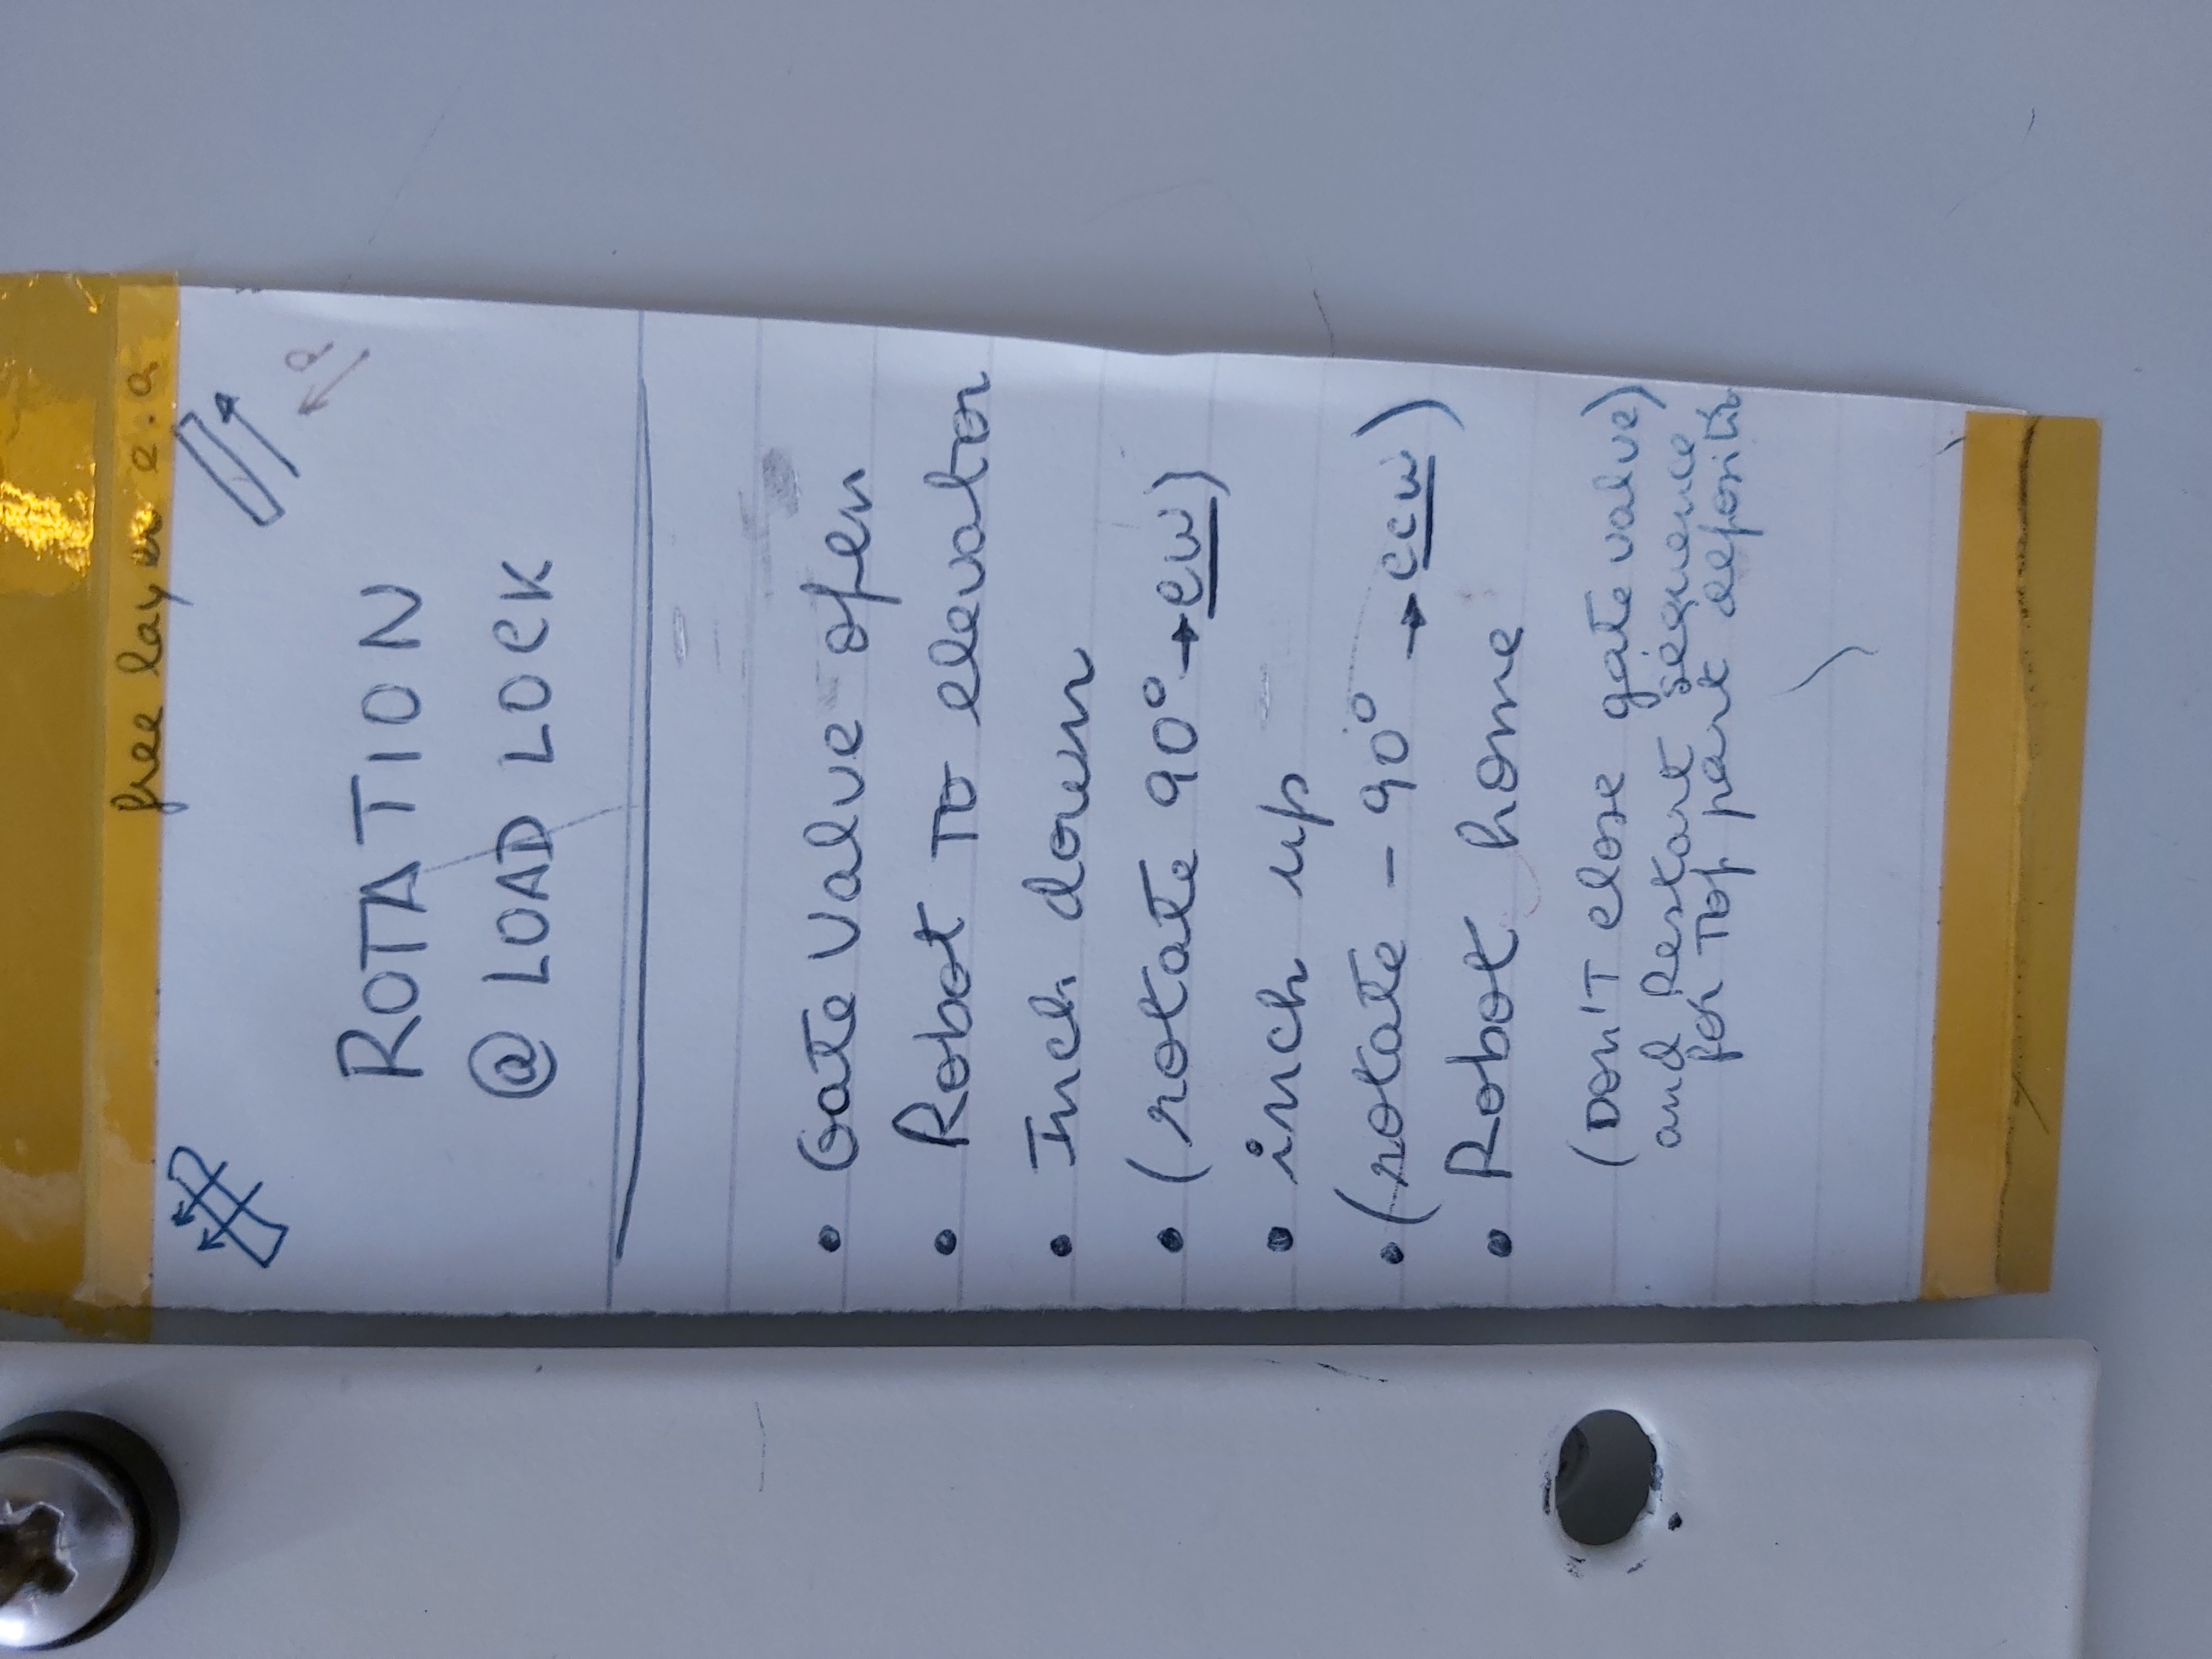 free layer e.a
P
ROTATION
@ LOAD LOCK
• Gate Valve open
• Robot TO elevator
• Inch down
• (rotate 90° → cw)
• inch up
• (rotate - 90° → ccw)
• Robot home
(DON'T close gate valve)
and Restart sequence
for Top part depositio